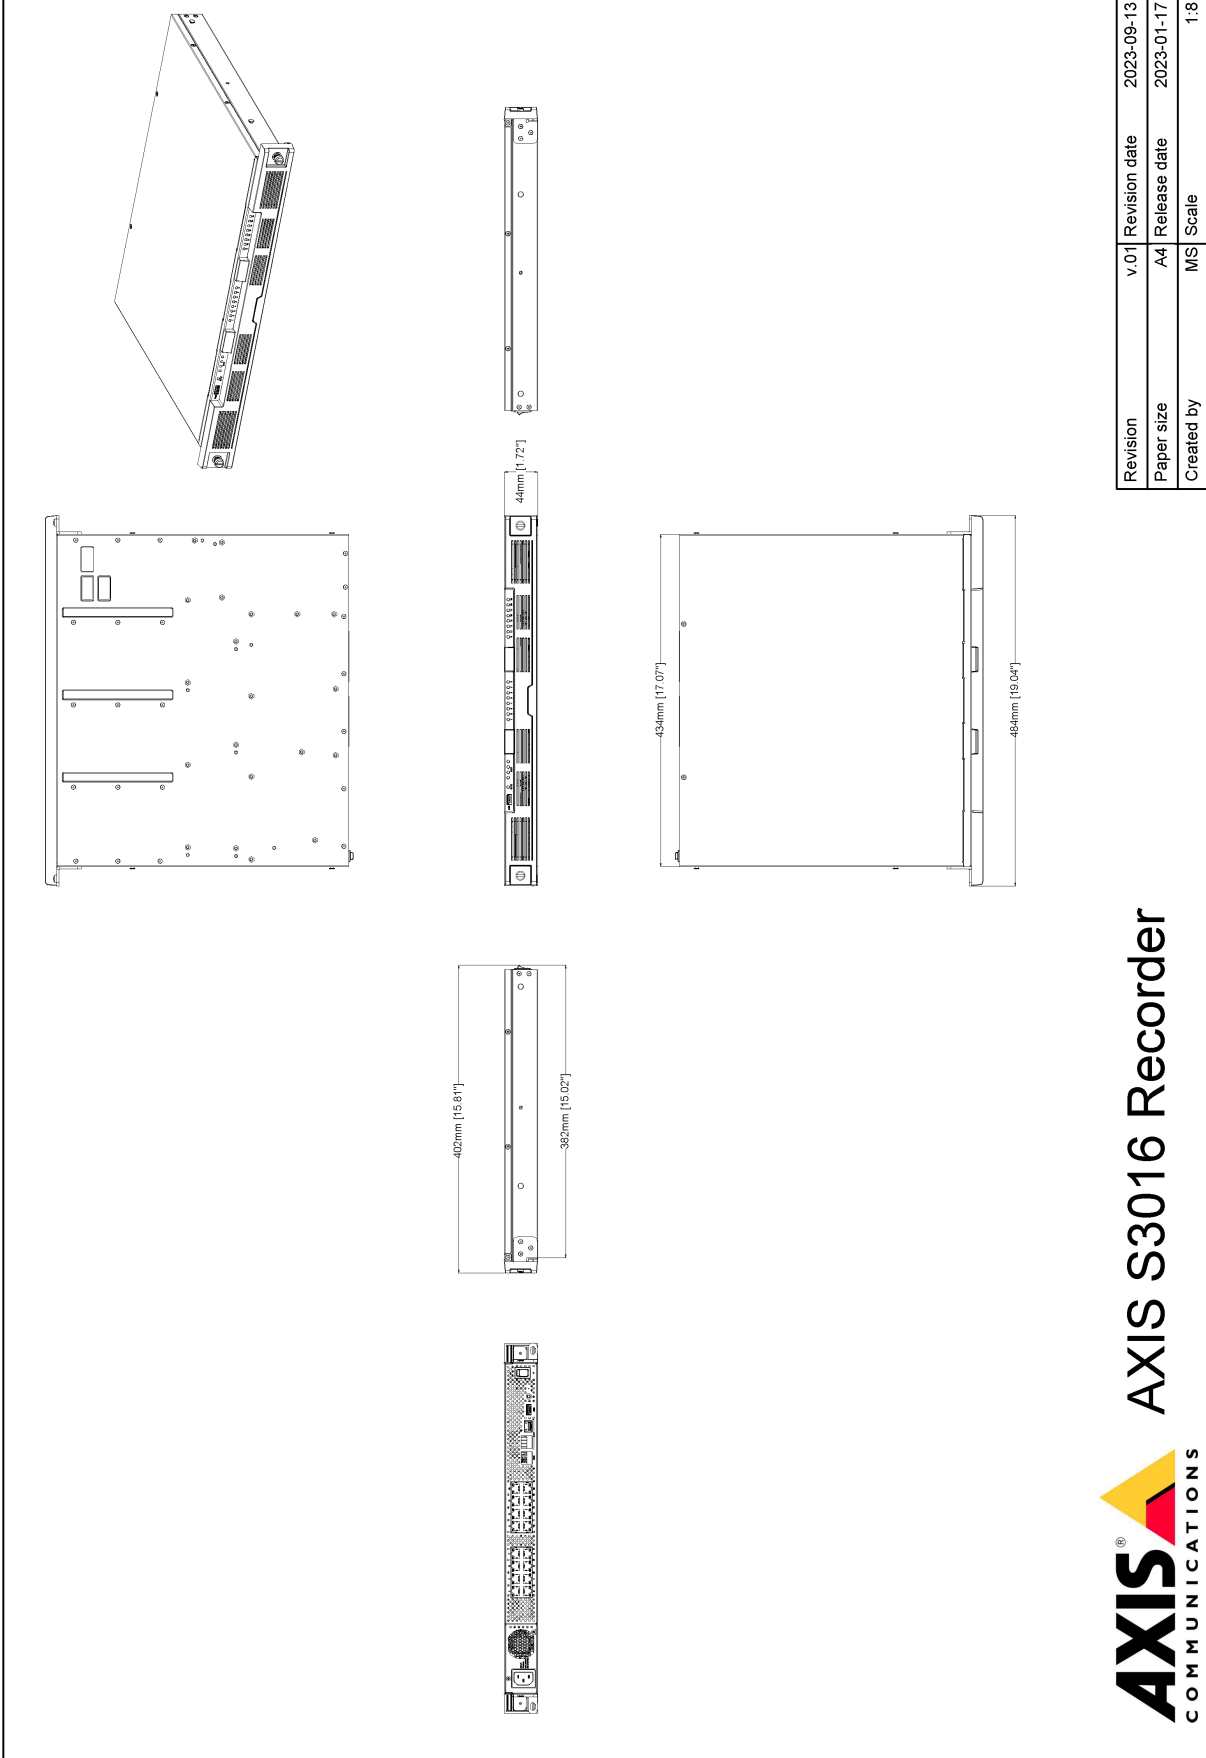 44mm [1.72"]
434mm [17.07"]
484mm [19.04"]
402mm [15.81"]
382mm [15.02"]
AXIS®
COMMUNICATIONS
AXIS S3016 Recorder
Revision v.01 Revision date 2023-09-13
Paper size A4 Release date 2023-01-17
Created by MS Scale 1:8